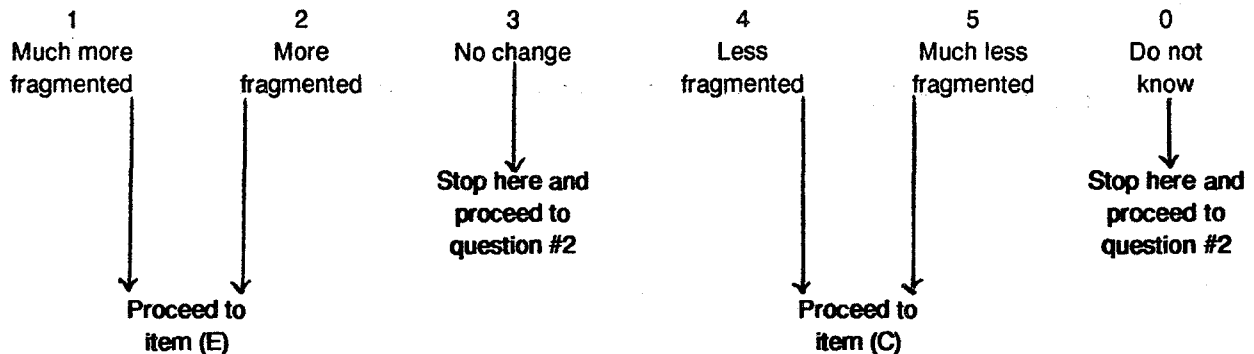 1 2 3 4 5 0
Much more More No change Less Much less Do not
fragmented fragmented fragmented fragmented know
Stop here and Stop here and
proceed to proceed to
question #2 question #2
Proceed to Proceed to
item (E) item (C)